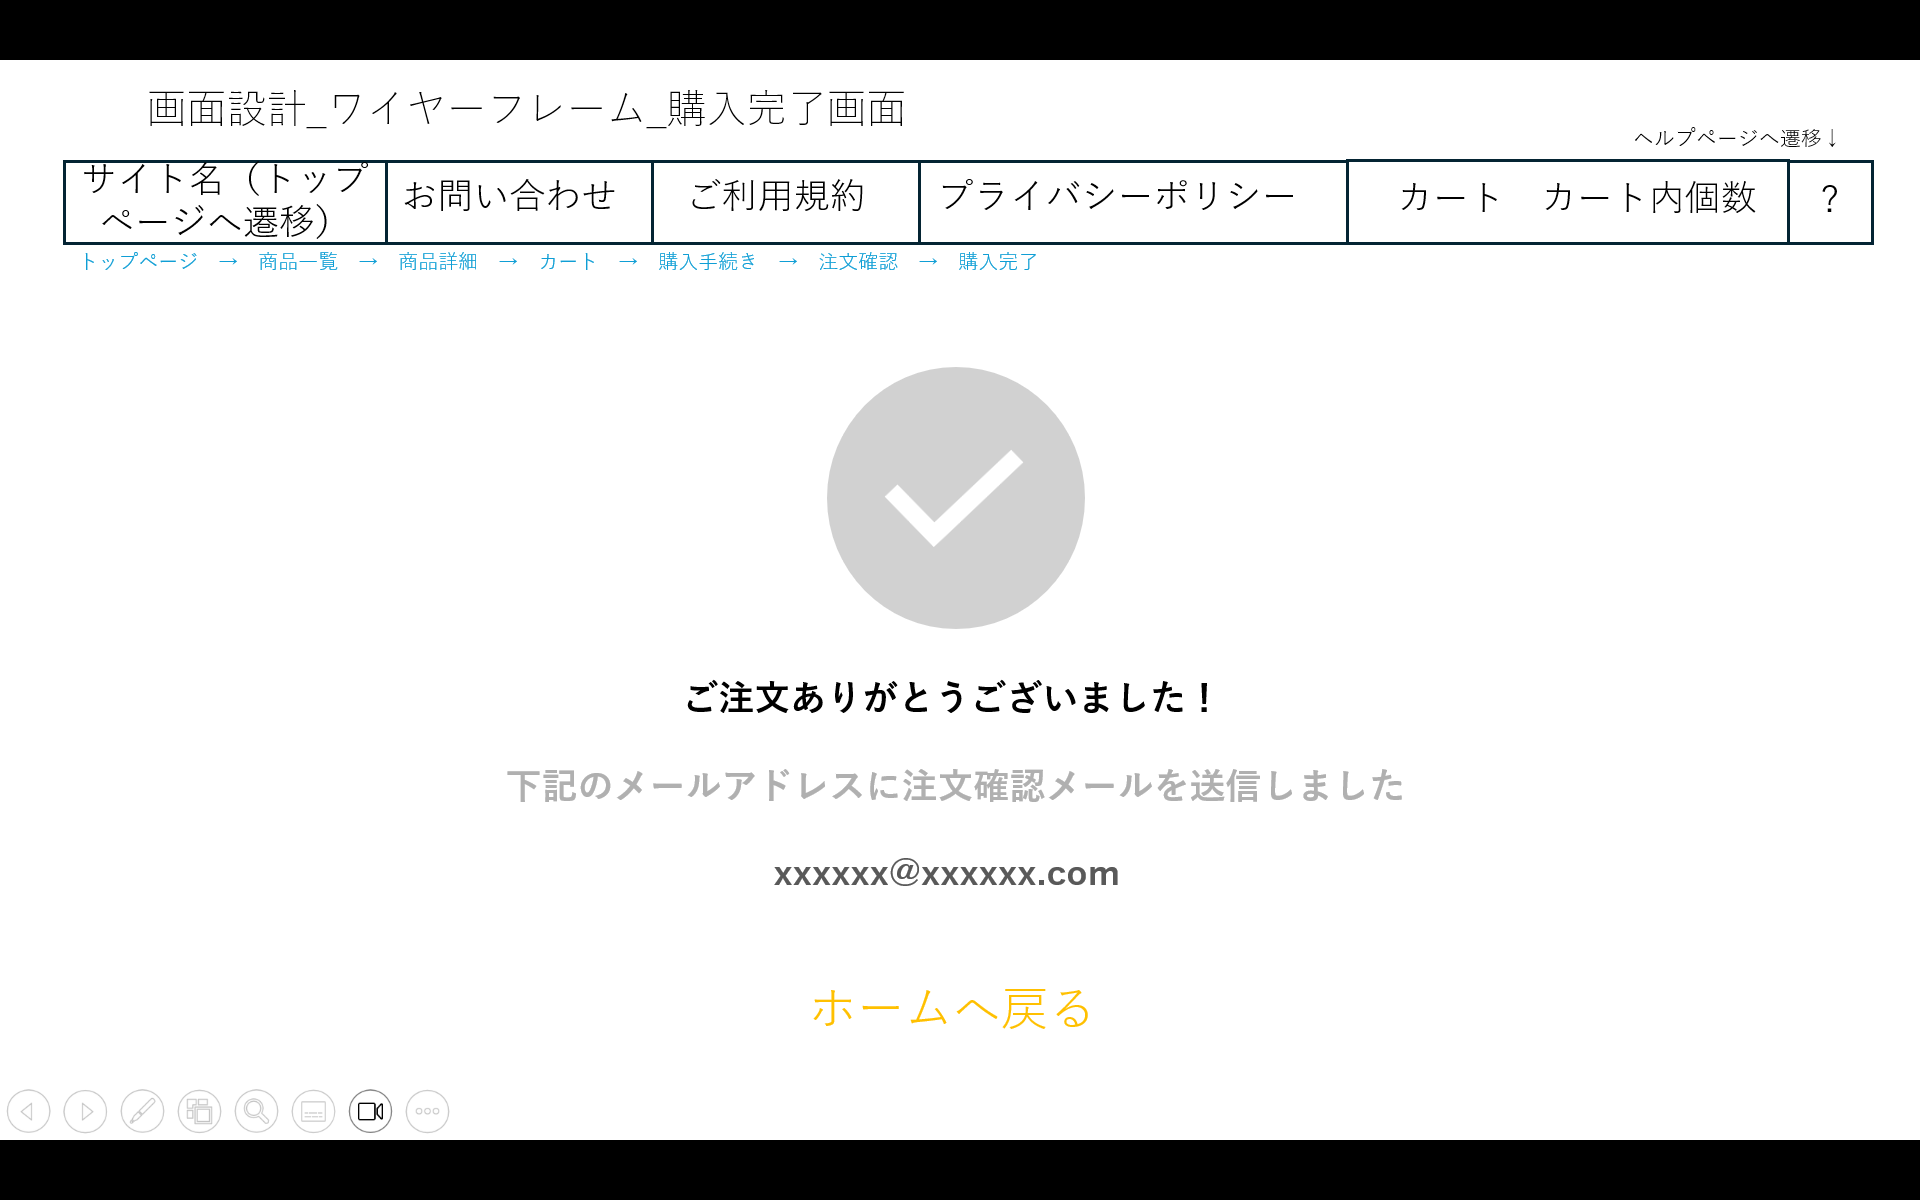 画面設計_ワイヤーフレーム_購入完了画面
ヘルプページへ遷移↓
サイト名（トップ
ページへ遷移）
お問い合わせ
ご利用規約
プライバシーポリシー
カート　カート内個数
？
トップページ　→　商品一覧　→　商品詳細　→　カート　→　購入手続き　→　注文確認　→　購入完了
ご注文ありがとうございました！
下記のメールアドレスに注文確認メールを送信しました
xxxxxx@xxxxxx.com
ホームへ戻る